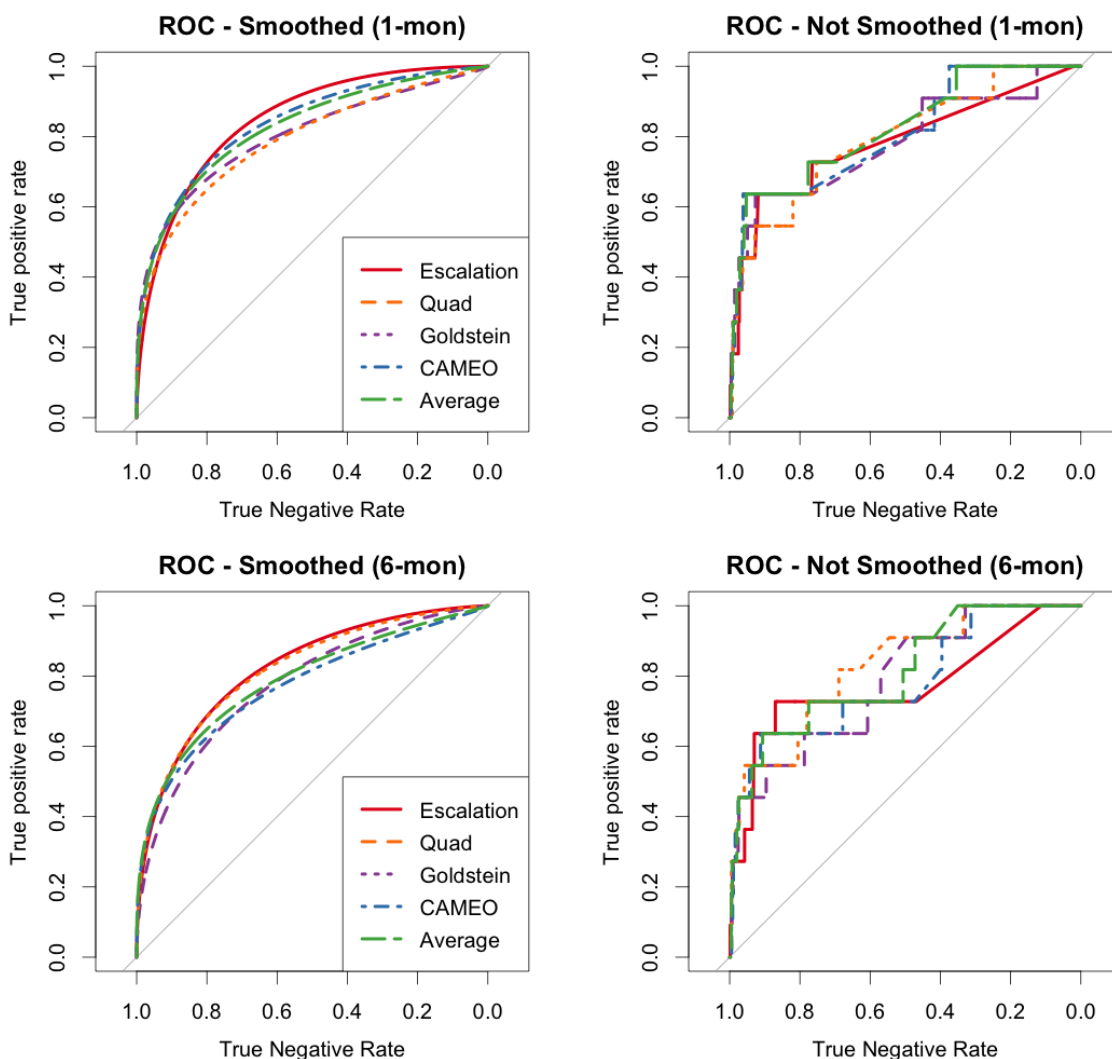 ROC - Smoothed (1-mon)
True positive rate
1.0
0.8
0.6
0.4
0.2
0.0
Escalation
Quad
Goldstein
CAMEO
Average
1.0 0.8 0.6 0.4 0.2 0.0
True Negative Rate
ROC - Not Smoothed (1-mon)
True positive rate
1.0
0.8
0.6
0.4
0.2
0.0
1.0 0.8 0.6 0.4 0.2 0.0
True Negative Rate
ROC - Smoothed (6-mon)
True positive rate
1.0
0.8
0.6
0.4
0.2
0.0
Escalation
Quad
Goldstein
CAMEO
Average
1.0 0.8 0.6 0.4 0.2 0.0
True Negative Rate
ROC - Not Smoothed (6-mon)
True positive rate
1.0
0.8
0.6
0.4
0.2
0.0
1.0 0.8 0.6 0.4 0.2 0.0
True Negative Rate